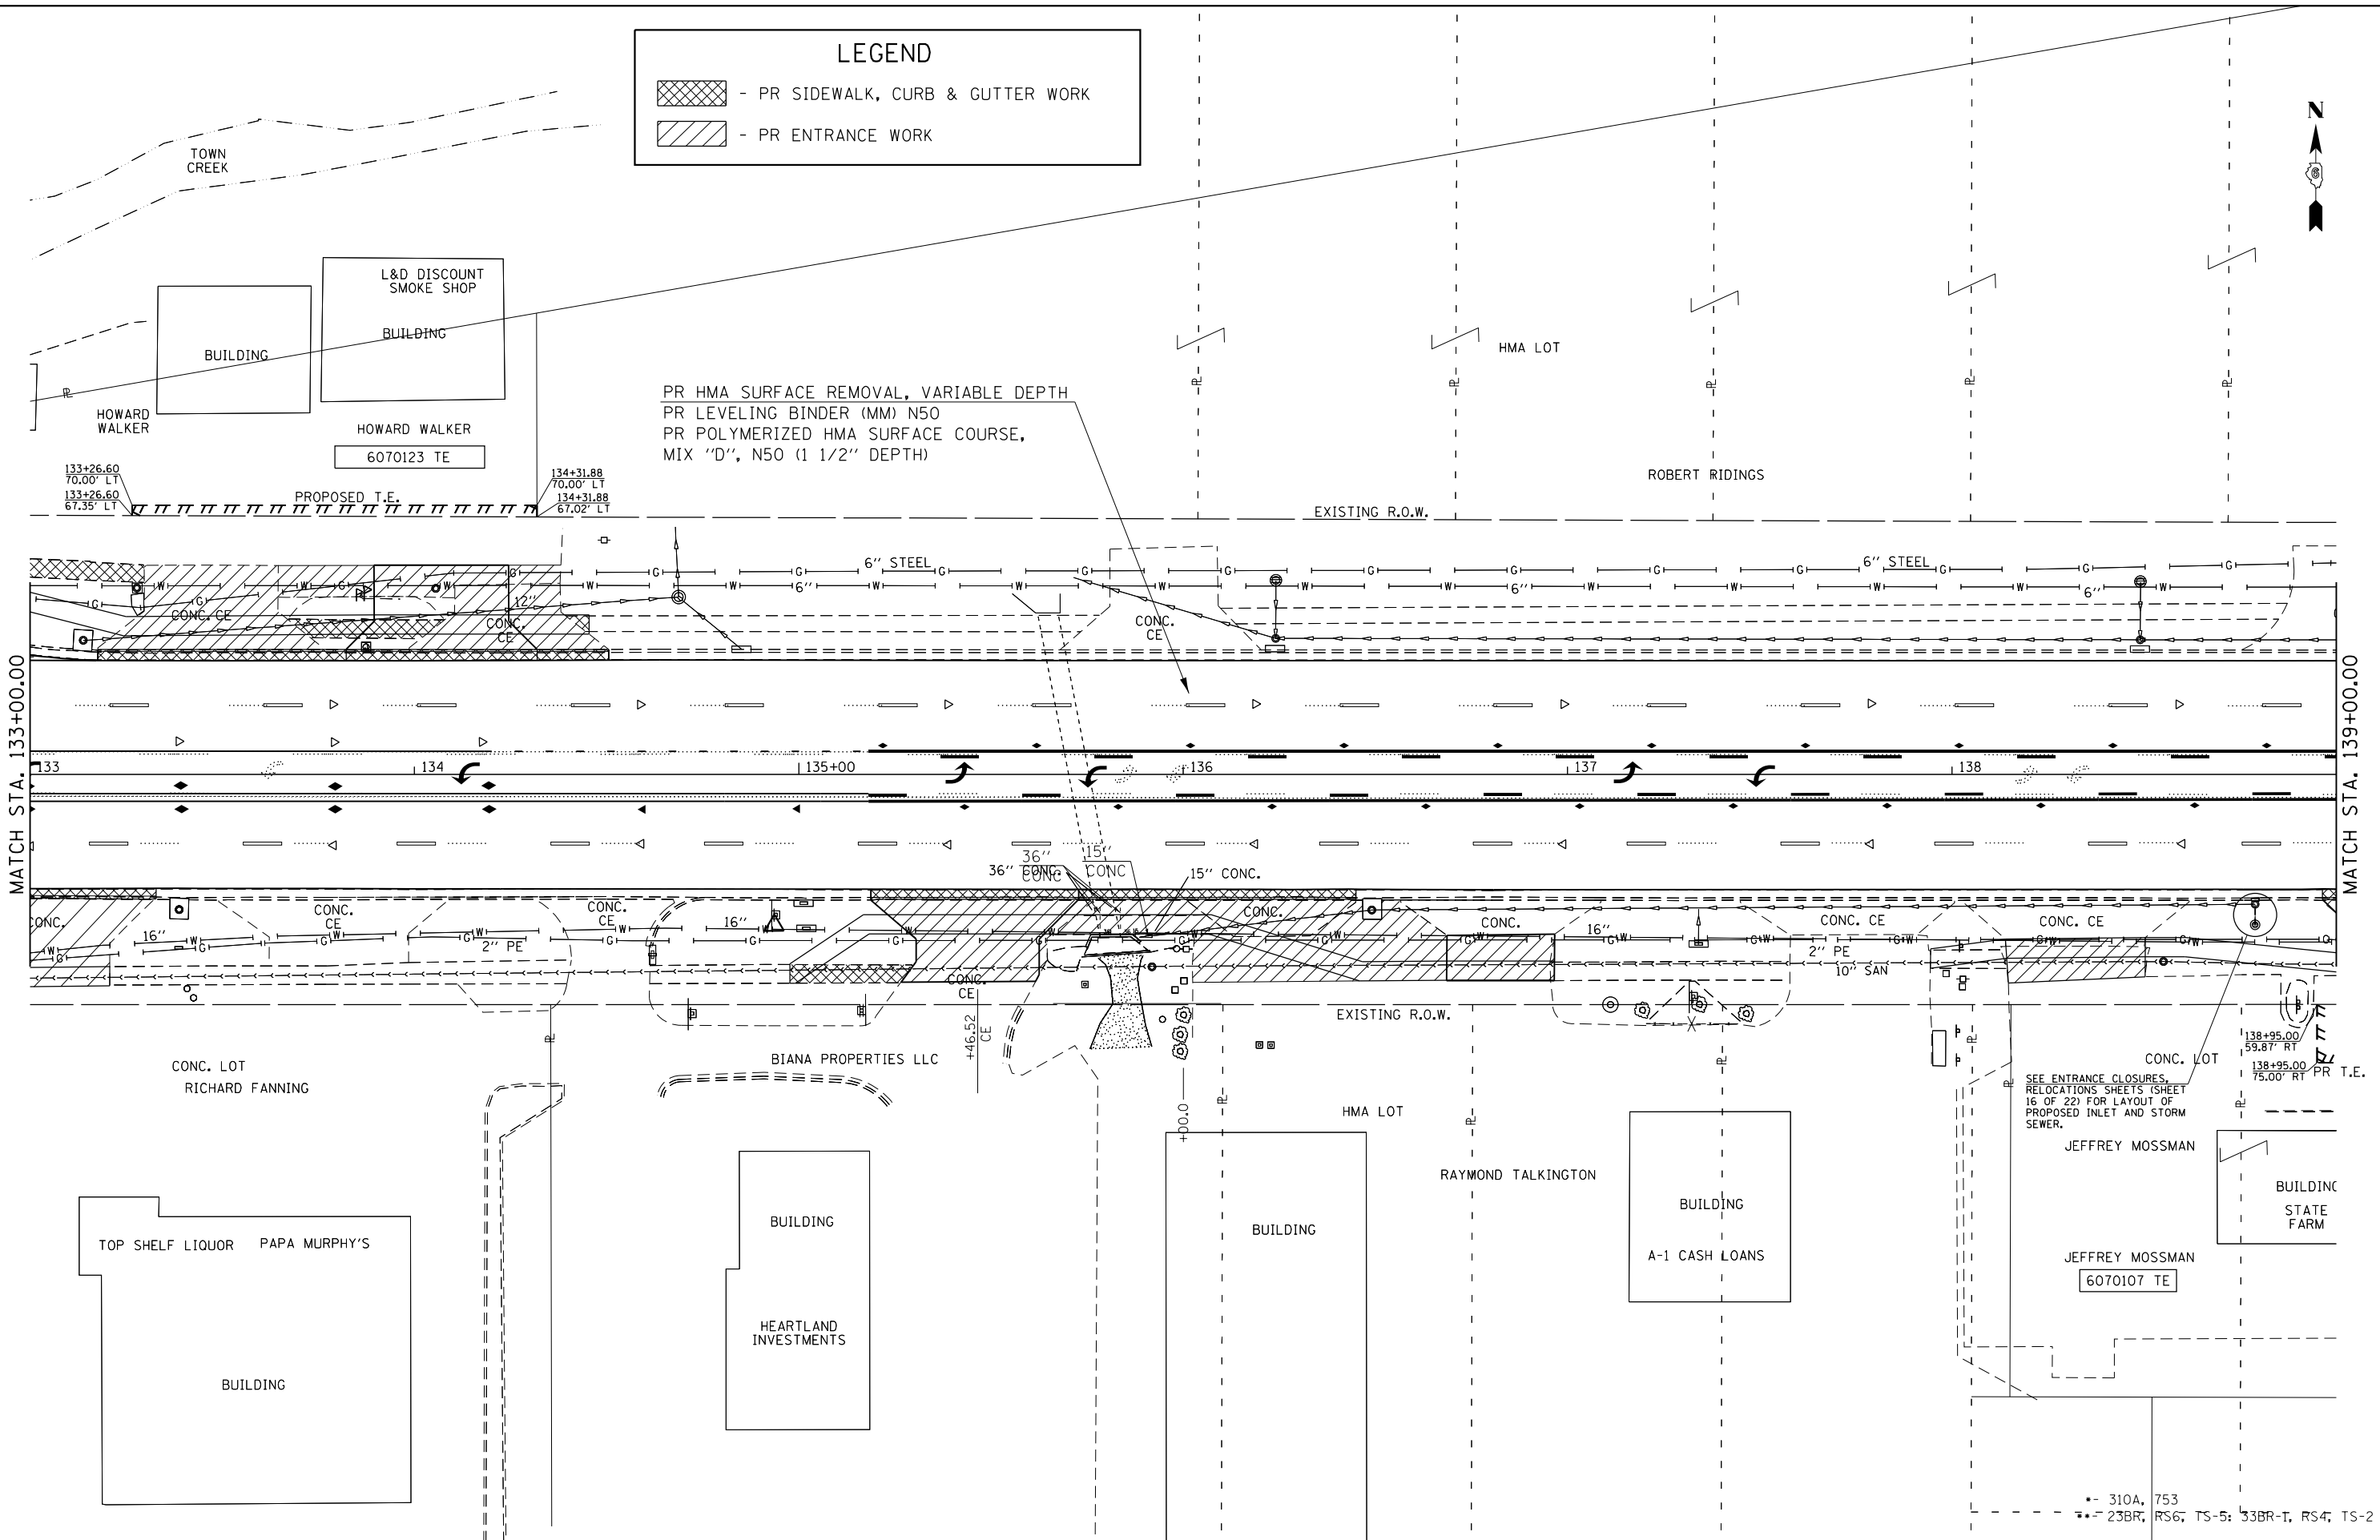 LEGEND
- PR SIDEWALK, CURB & GUTTER WORK
- PR ENTRANCE WORK
N
6
TOWN
CREEK
L&D DISCOUNT
SMOKE SHOP
BUILDING
BUILDING
HMA LOT
PR HMA SURFACE REMOVAL, VARIABLE DEPTH
PR LEVELING BINDER (MM) N50
PR POLYMERIZED HMA SURFACE COURSE,
MIX "D", N50 (1 1/2" DEPTH)
HOWARD
WALKER
HOWARD WALKER
6070123 TE
ROBERT RIDINGS
133+26.60
70.00' LT
133+26.60
67.35' LT
PROPOSED T.E.
134+31.88
70.00' LT
134+31.88
67.02' LT
EXISTING R.O.W.
6" STEEL
6" STEEL
6"
6"
6"
12"
CONC. CE
CONC.
CE
CONC.
CE
MATCH STA. 133+00.00
MATCH STA. 139+00.00
133
134
135+00
136
137
138
36"
CONC
15"
CONC
36" CONC.
15" CONC.
CONC.
CONC.
CE
CONC.
CE
CONC.
CONC.
CONC. CE
CONC. CE
16"
16"
16"
2" PE
2" PE
10" SAN
CONC.
CE
EXISTING R.O.W.
+46.52
CE
+00.0
BIANA PROPERTIES LLC
CONC. LOT
RICHARD FANNING
HMA LOT
CONC. LOT
138+95.00
59.87' RT
138+95.00
75.00' RT
PR T.E.
SEE ENTRANCE CLOSURES,
RELOCATIONS SHEETS (SHEET
16 OF 22) FOR LAYOUT OF
PROPOSED INLET AND STORM
SEWER.
JEFFREY MOSSMAN
RAYMOND TALKINGTON
BUILDING
STATE
FARM
BUILDING
A-1 CASH LOANS
BUILDING
BUILDING
HEARTLAND
INVESTMENTS
TOP SHELF LIQUOR
PAPA MURPHY'S
BUILDING
JEFFREY MOSSMAN
6070107 TE
*- 310A, 753
**- 23BR, RS6, TS-5; 33BR-1, RS4, TS-2